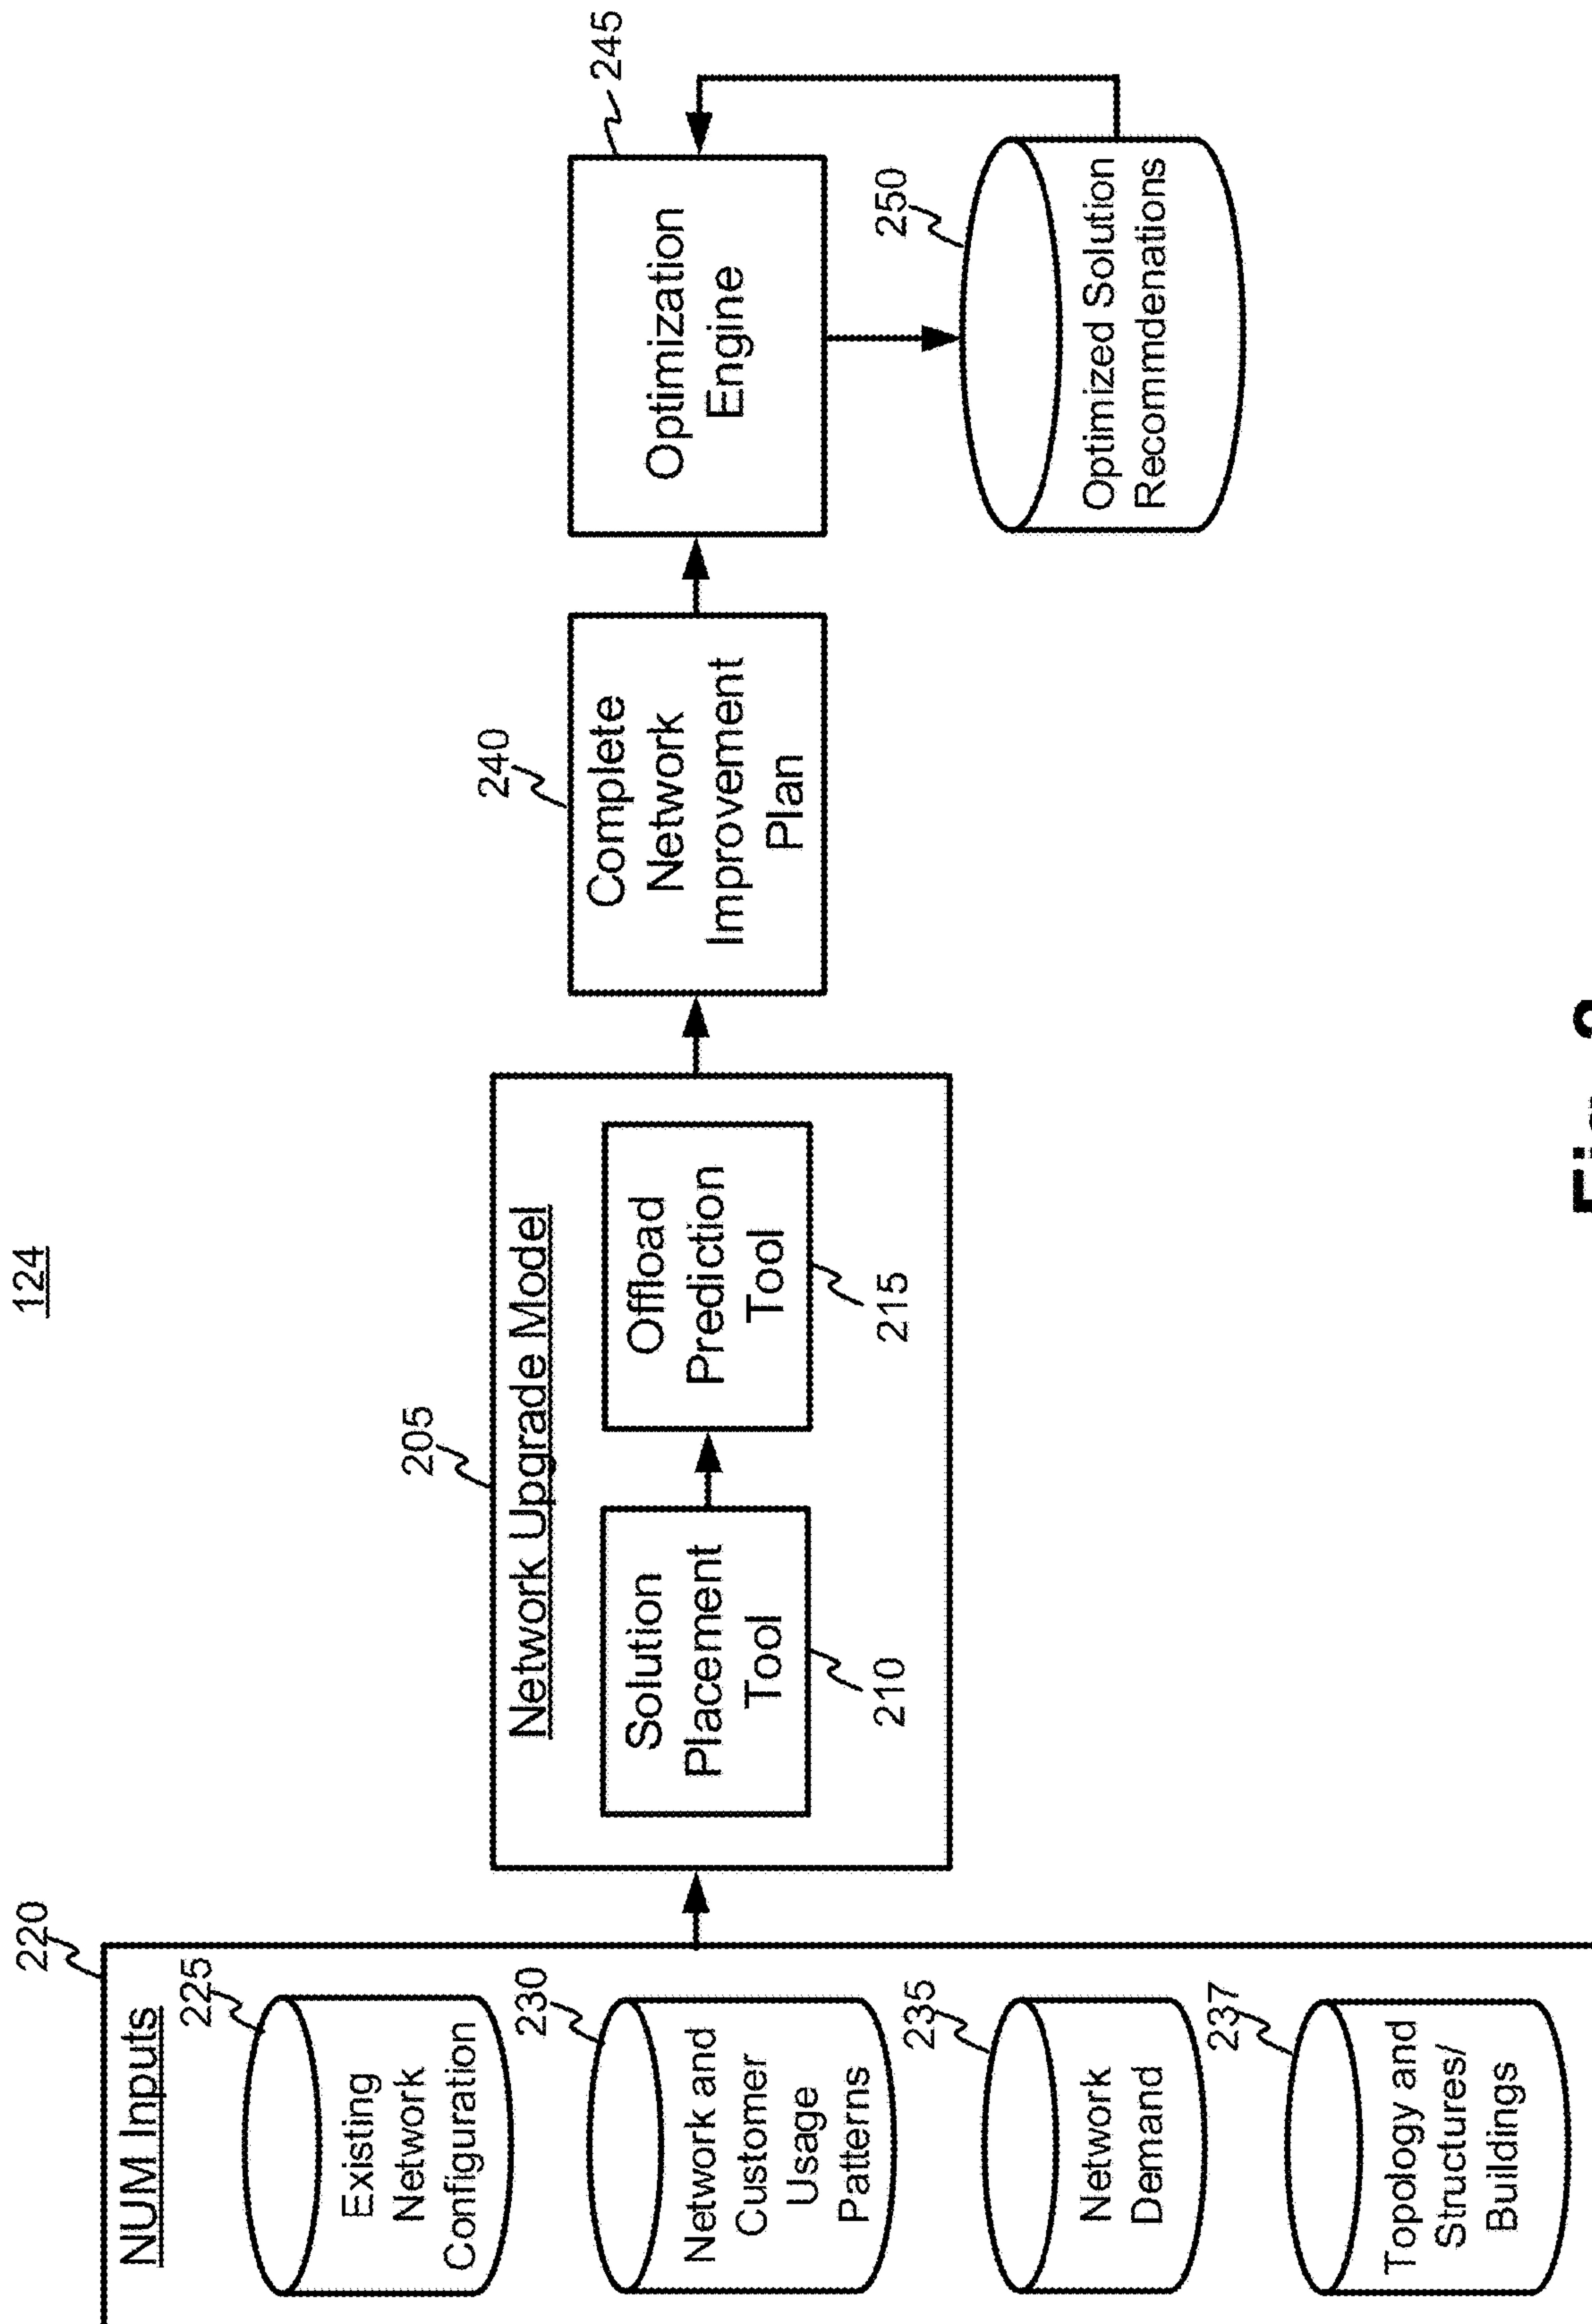 124
220
NUM Inputs
225
Existing
Network
Configuration
230
Network and
Customer
Usage
Patterns
235
Network
Demand
237
Topology and
Structures/
Buildings
205
Network Upgrade Model
Solution
Placement
Tool
210
Offload
Prediction
Tool
215
240
Complete
Network
Improvement
Plan
245
Optimization
Engine
250
Optimized Solution
Recommdenations
Fig.